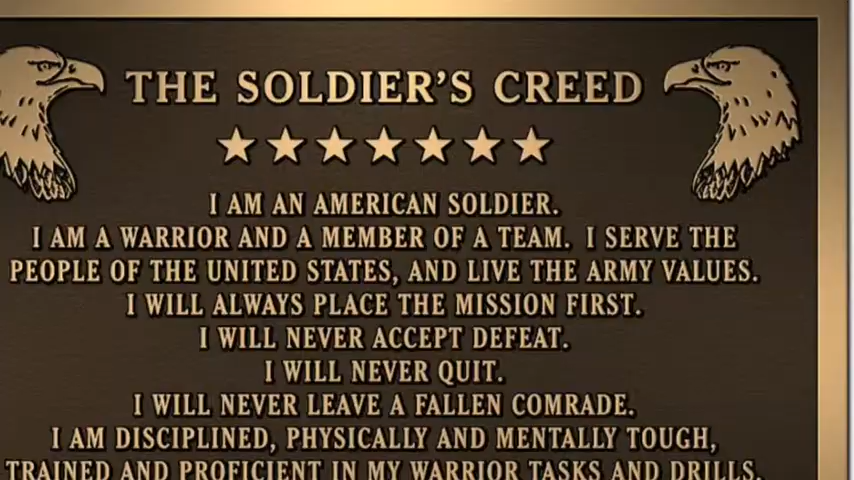 THE SOLDIER'S CREED
I AM AN AMERICAN SOLDIER.
I AM A WARRIOR AND A MEMBER OF A TEAM. I SERVE THE
PEOPLE OF THE UNITED STATES, AND LIVE THE ARMY VALUES.
I WILL ALWAYS PLACE THE MISSION FIRST.
I WILL NEVER ACCEPT DEFEAT.
I WILL NEVER QUIT.
I WILL NEVER LEAVE A FALLEN COMRADE.
I AM DISCIPLINED, PHYSICALLY AND MENTALLY TOUGH,
TRAINED AND PROFICIENT IN MY WARRIOR TASKS AND DRILLS.